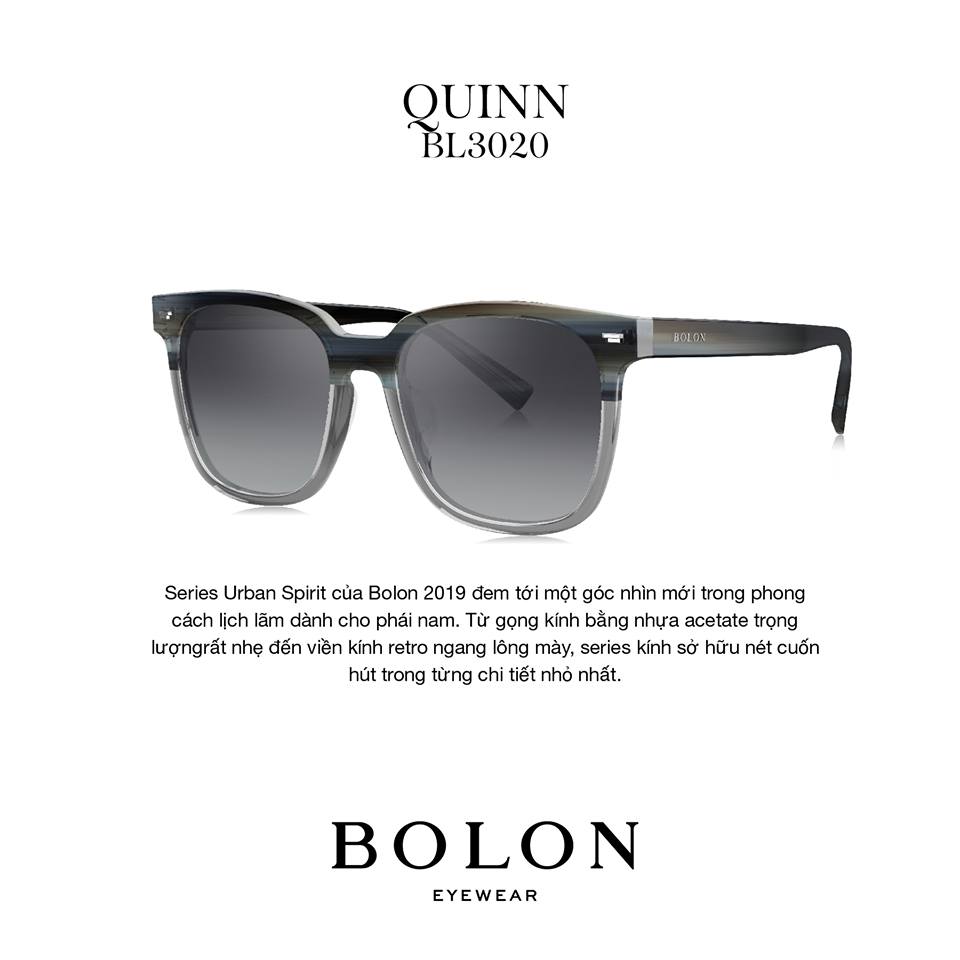 QUINN
BL3020
BOLON
Series Urban Spirit của Bolon 2019 đem tới một góc nhìn mới trong phong
cách lịch lãm dành cho phái nam. Từ gọng kính bằng nhựa acetate trọng
lượngrất nhẹ đến viền kính retro ngang lông mày, series kính sở hữu nét cuốn
hút trong từng chi tiết nhỏ nhất.
BOLON
EYEWEAR